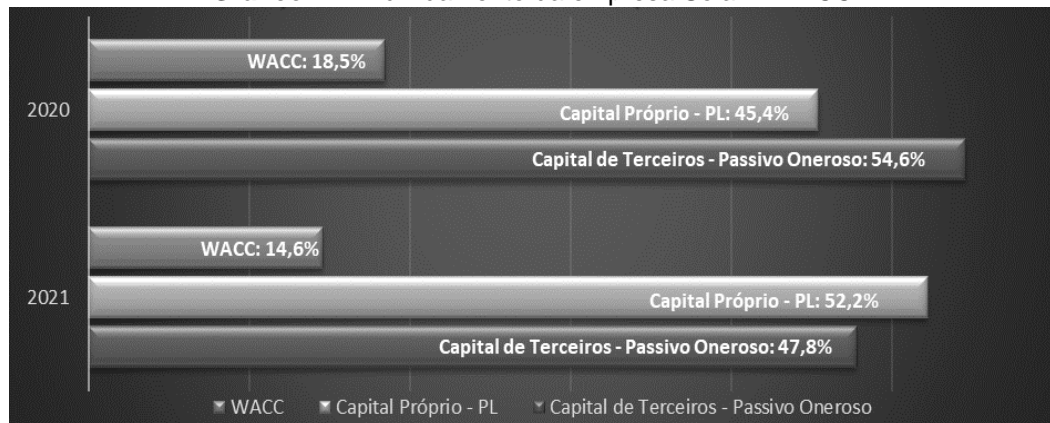 WACC: 18,5%
2020
Capital Próprio - PL: 45,4%
Capital de Terceiros - Passivo Oneroso: 54,6%
WACC: 14,6%
2021
Capital Próprio - PL: 52,2%
Capital de Terceiros - Passivo Oneroso: 47,8%
WACC Capital Próprio - PL Capital de Terceiros - Passivo Oneroso